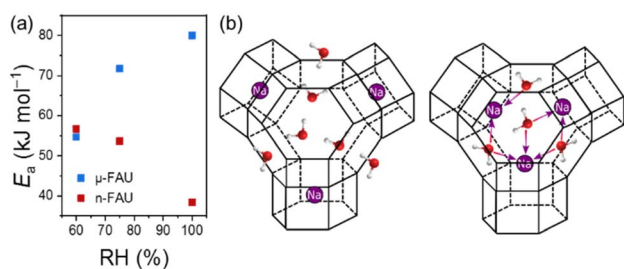 (a)
80
70
60
50
40
Eₐ (kJ mol⁻¹)
μ-FAU
n-FAU
60
70
80
90
100
RH (%)
(b)
Na
Na
Na
Na
Na
Na